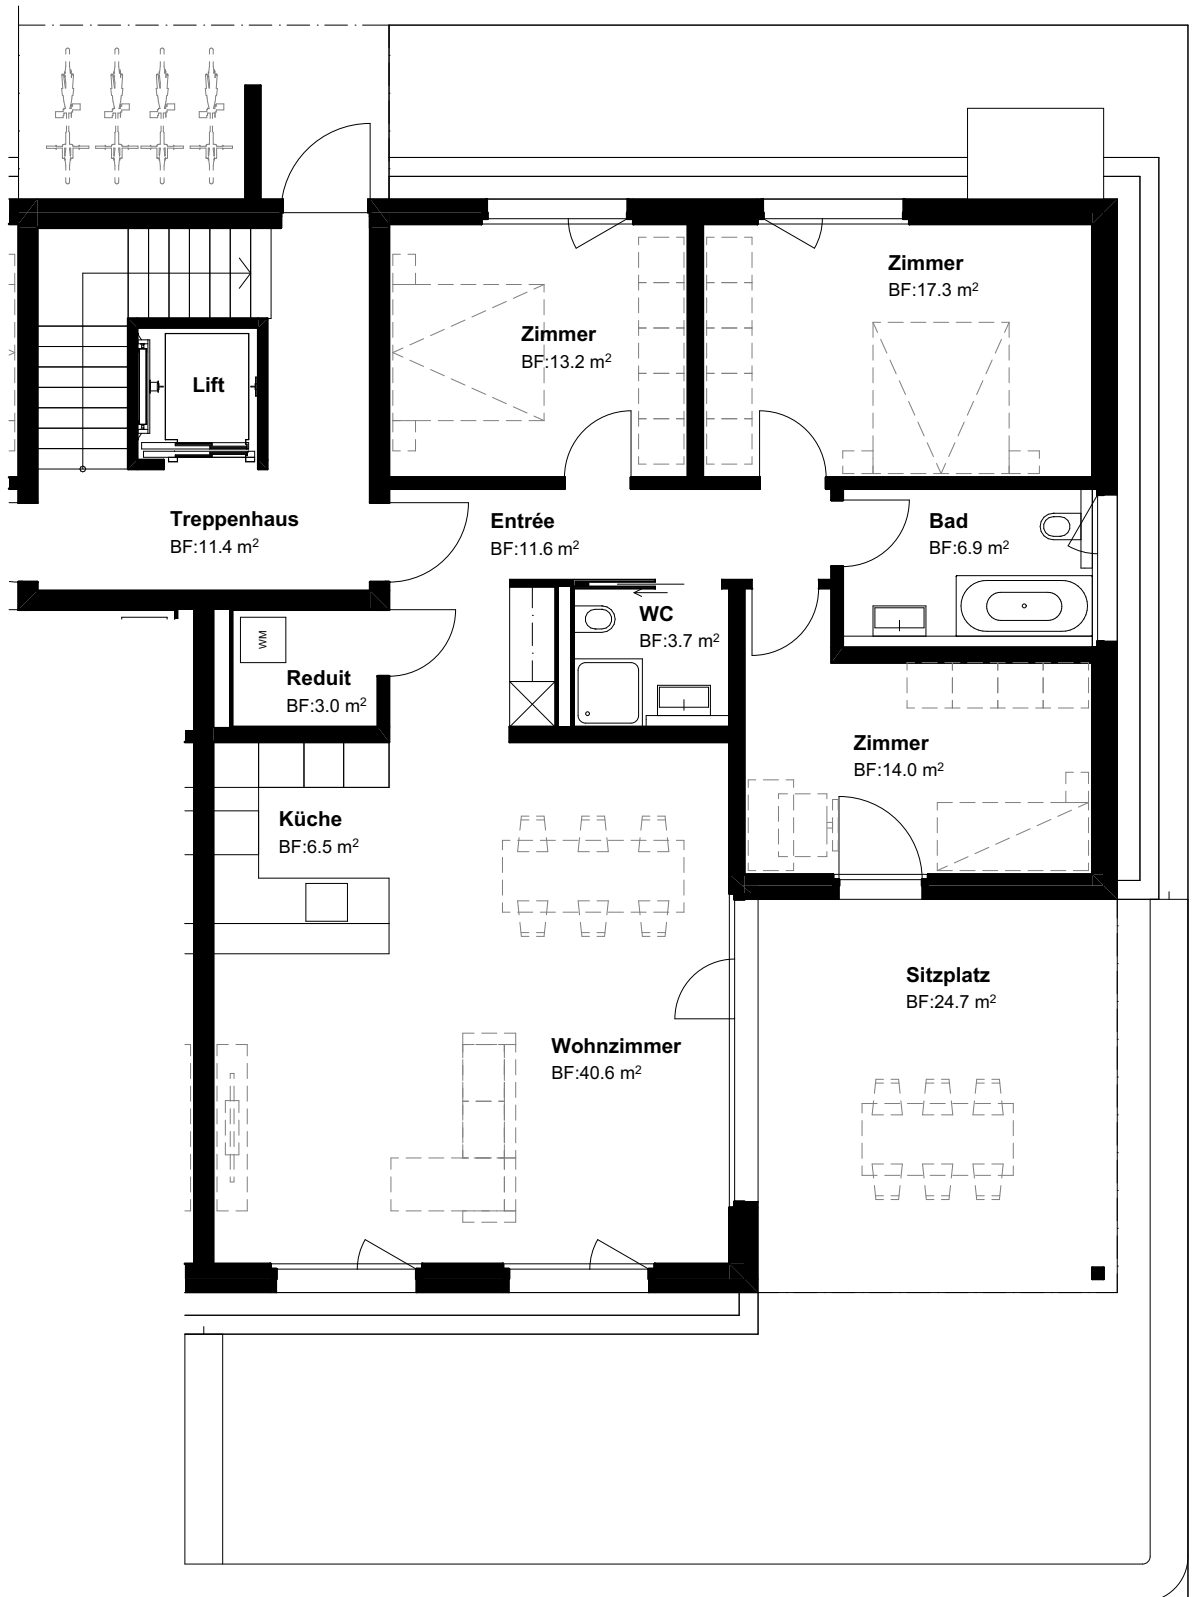 Zimmer
BF:17.3 m²
Zimmer
BF:13.2 m²
Lift
Treppenhaus
BF:11.4 m²
Entrée
BF:11.6 m²
Bad
BF:6.9 m²
WC
BF:3.7 m²
WM
Reduit
BF:3.0 m²
Zimmer
BF:14.0 m²
Küche
BF:6.5 m²
Sitzplatz
BF:24.7 m²
Wohnzimmer
BF:40.6 m²